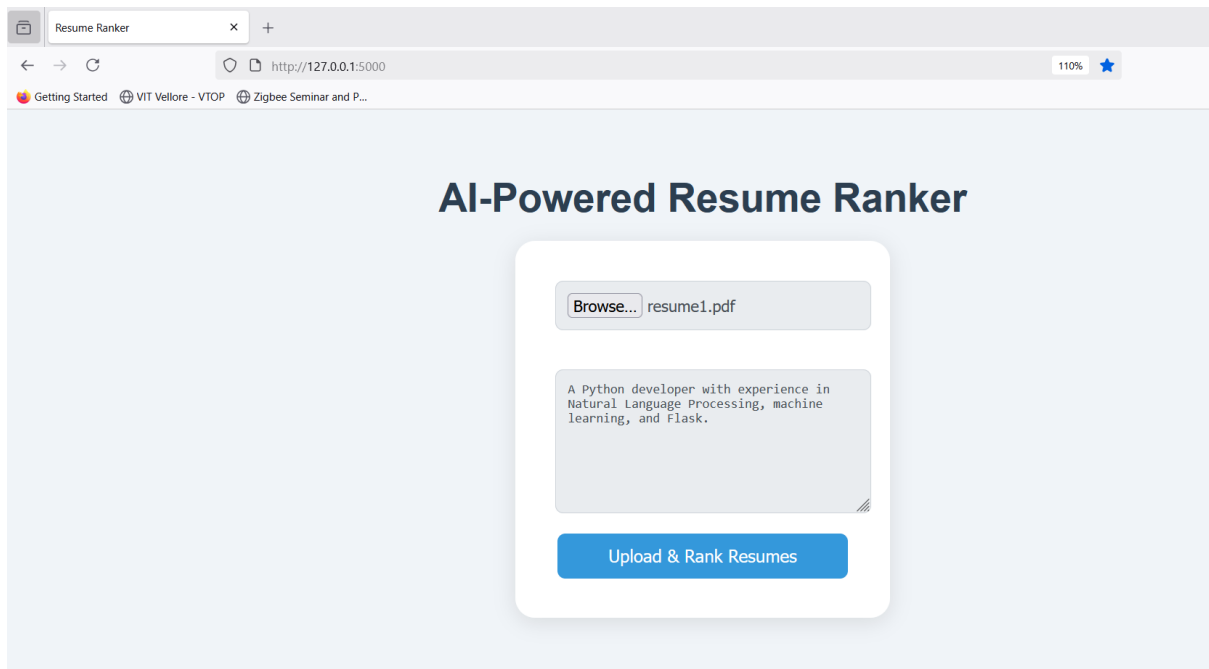 Resume Ranker
http://127.0.0.1:5000
110%
Getting Started VIT Vellore - VTOP Zigbee Seminar and P...
AI-Powered Resume Ranker
Browse... resume1.pdf
A Python developer with experience in
Natural Language Processing, machine
learning, and Flask.
Upload & Rank Resumes